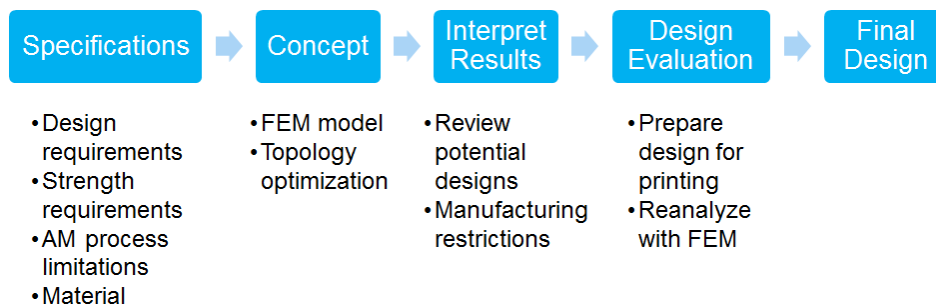 Specifications
Concept
Interpret
Results
Design
Evaluation
Final
Design
•Design
requirements
•Strength
requirements
•AM process
limitations
•Material
•FEM model
•Topology
optimization
•Review
potential
designs
•Manufacturing
restrictions
•Prepare
design for
printing
•Reanalyze
with FEM